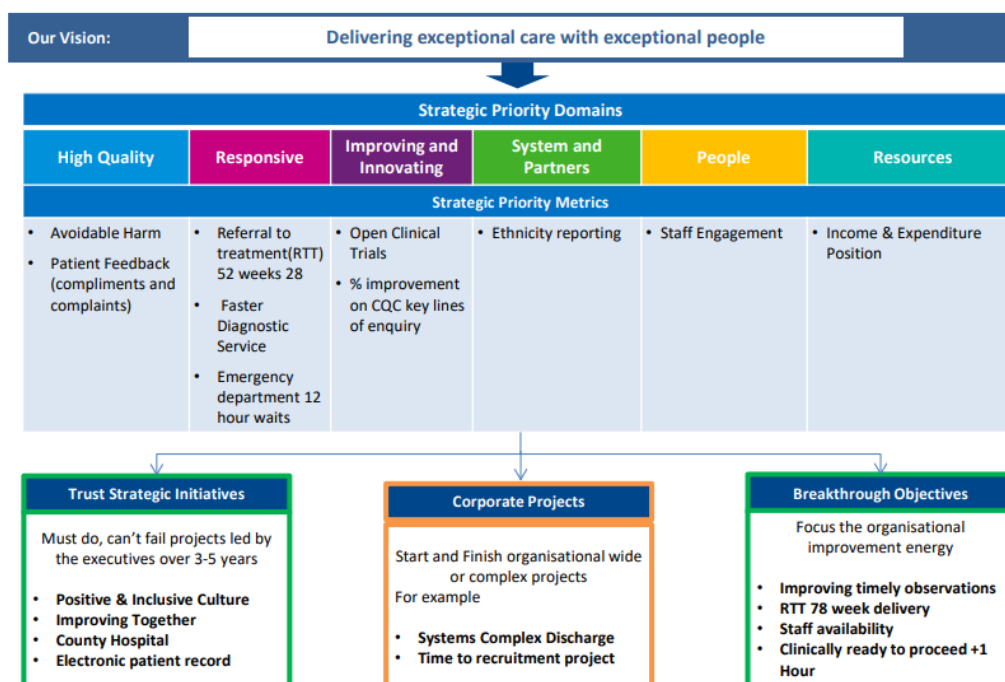 Our Vision:
Delivering exceptional care with exceptional people
Strategic Priority Domains
High Quality
Responsive
Improving and
Innovating
System and
Partners
People
Resources
Strategic Priority Metrics
• Avoidable Harm
• Patient Feedback
(compliments and
complaints)
• Referral to
treatment(RTT)
52 weeks 28
• Faster
Diagnostic
Service
• Emergency
department 12
hour waits
• Open Clinical
Trials
• % improvement
on CQC key lines
of enquiry
• Ethnicity reporting
• Staff Engagement
• Income & Expenditure
Position
Trust Strategic Initiatives
Must do, can’t fail projects led by
the executives over 3-5 years
• Positive & Inclusive Culture
• Improving Together
• County Hospital
• Electronic patient record
Corporate Projects
Start and Finish organisational wide
or complex projects
For example
• Systems Complex Discharge
• Time to recruitment project
Breakthrough Objectives
Focus the organisational
improvement energy
• Improving timely observations
• RTT 78 week delivery
• Staff availability
• Clinically ready to proceed +1
Hour